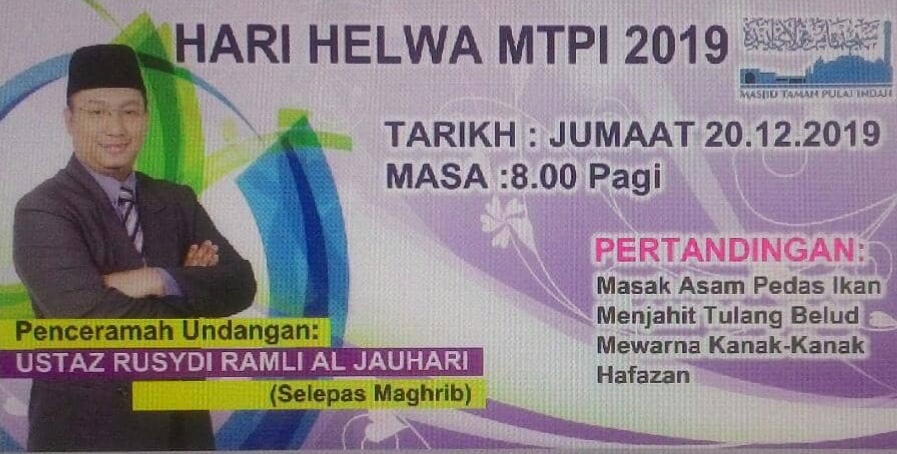 HARI HELWA MTPI 2019
MASJID TAMAN PULAI INDAH
TARIKH : JUMAAT 20.12.2019
MASA :8.00 Pagi
PERTANDINGAN:
Masak Asam Pedas Ikan
Menjahit Tulang Belud
Mewarna Kanak-Kanak
Hafazan
Penceramah Undangan:
USTAZ RUSYDI RAMLI AL JAUHARI
(Selepas Maghrib)